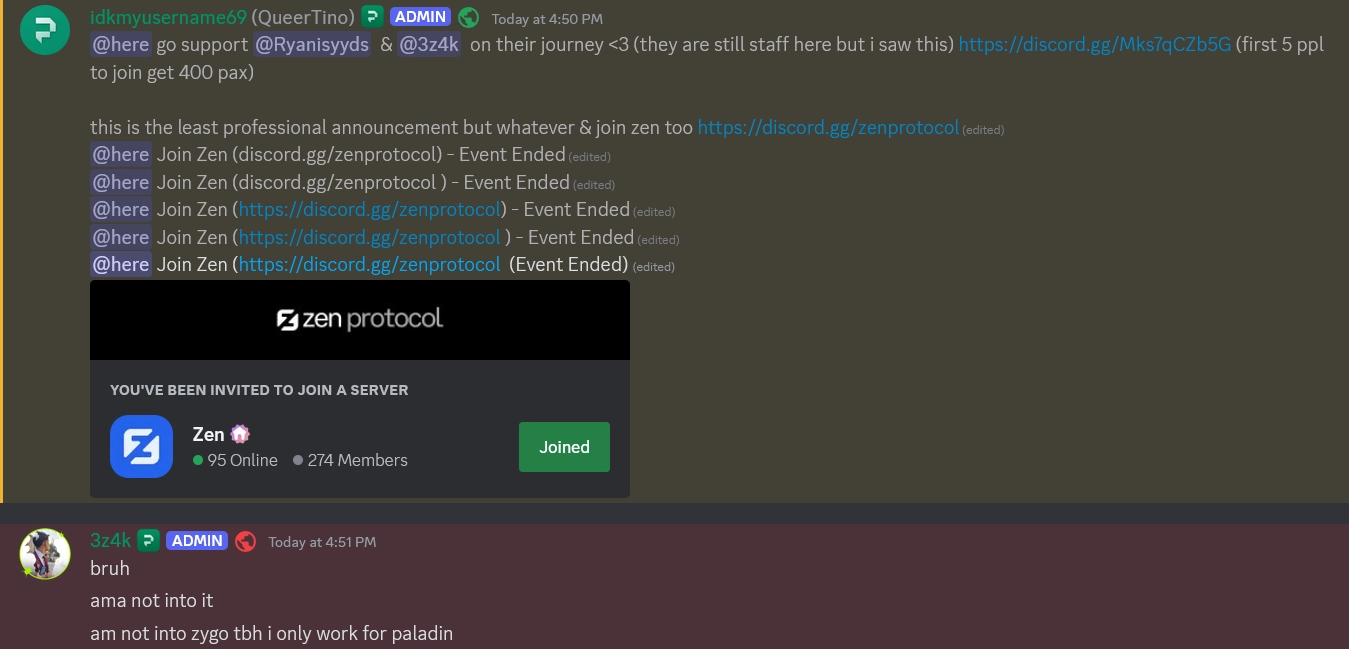 idkmyusername69 (QueerTino) ADMIN Today at 4:50 PM
@here go support @Ryanisyyds & @3z4k on their journey <3 (they are still staff here but i saw this) https://discord.gg/Mks7qCZb5G (first 5 ppl
to join get 400 pax)
this is the least professional announcement but whatever & join zen too https://discord.gg/zenprotocol (edited)
@here Join Zen (discord.gg/zenprotocol) - Event Ended (edited)
@here Join Zen (discord.gg/zenprotocol ) - Event Ended (edited)
@here Join Zen (https://discord.gg/zenprotocol) - Event Ended (edited)
@here Join Zen (https://discord.gg/zenprotocol ) - Event Ended (edited)
@here Join Zen (https://discord.gg/zenprotocol (Event Ended) (edited)
zen protocol
YOU'VE BEEN INVITED TO JOIN A SERVER
Zen
95 Online 274 Members
Joined
3z4k ADMIN Today at 4:51 PM
bruh
ama not into it
am not into zygo tbh i only work for paladin